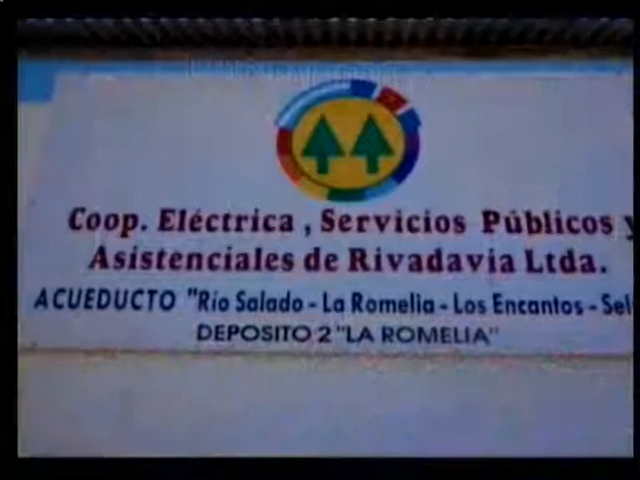 Coop. Eléctrica, Servicios Públicos y
Asistenciales de Rivadavia Ltda.
ACUEDUCTO "Río Salado - La Romelia - Los Encantos - Sel
DEPOSITO 2 "LA ROMELIA"